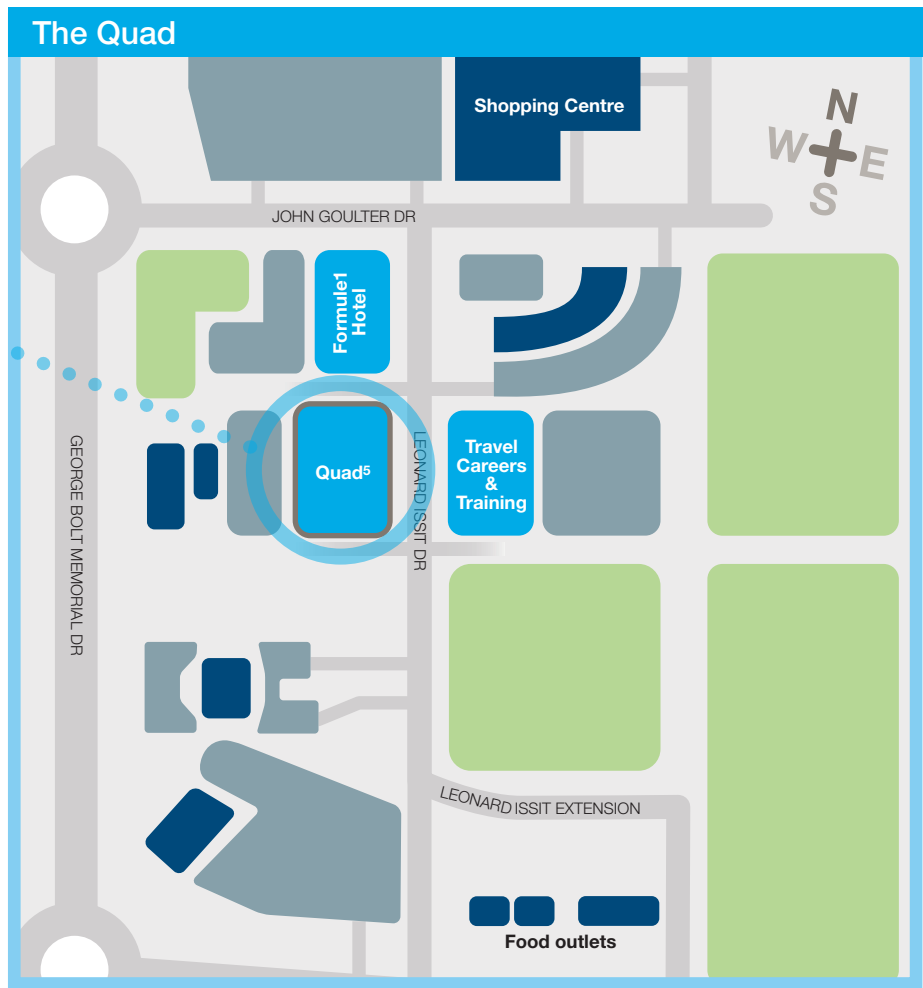 The Quad
Shopping Centre
N
W E
S
JOHN GOULTER DR
Formule1
Hotel
GEORGE BOLT MEMORIAL DR
Quad⁵
LEONARD ISSIT DR
Travel
Careers
&
Training
LEONARD ISSIT EXTENSION
Food outlets